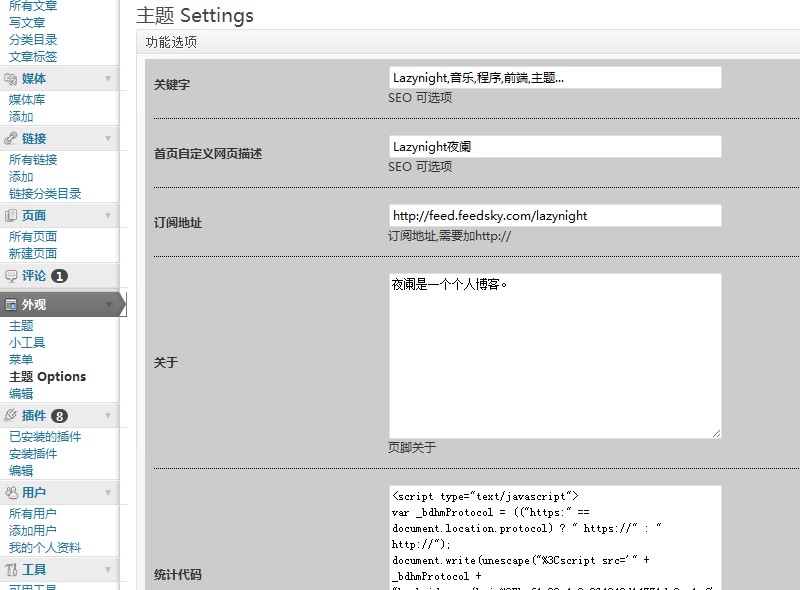 所有文章
写文章
分类目录
文章标签
媒体
媒体库
添加
链接
所有链接
添加
链接分类目录
页面
所有页面
新建页面
评论 1
外观
主题
小工具
菜单
主题 Options
编辑
插件 8
已安装的插件
安装插件
编辑
用户
所有用户
添加用户
我的个人资料
工具
可用工具
主题 Settings
功能选项
关键字
Lazynight,音乐,程序,前端,主题...
SEO 可选项
首页自定义网页描述
Lazynight夜阑
SEO 可选项
订阅地址
http://feed.feedsky.com/lazynight
订阅地址,需要加http://
关于
夜阑是一个个人博客。
页脚关于
统计代码
<script type="text/javascript">
var _bdhmProtocol = (("https:" ==
document.location.protocol) ? " https://" : "
http://");
document.write(unescape("%3Cscript src='" +
_bdhmProtocol +